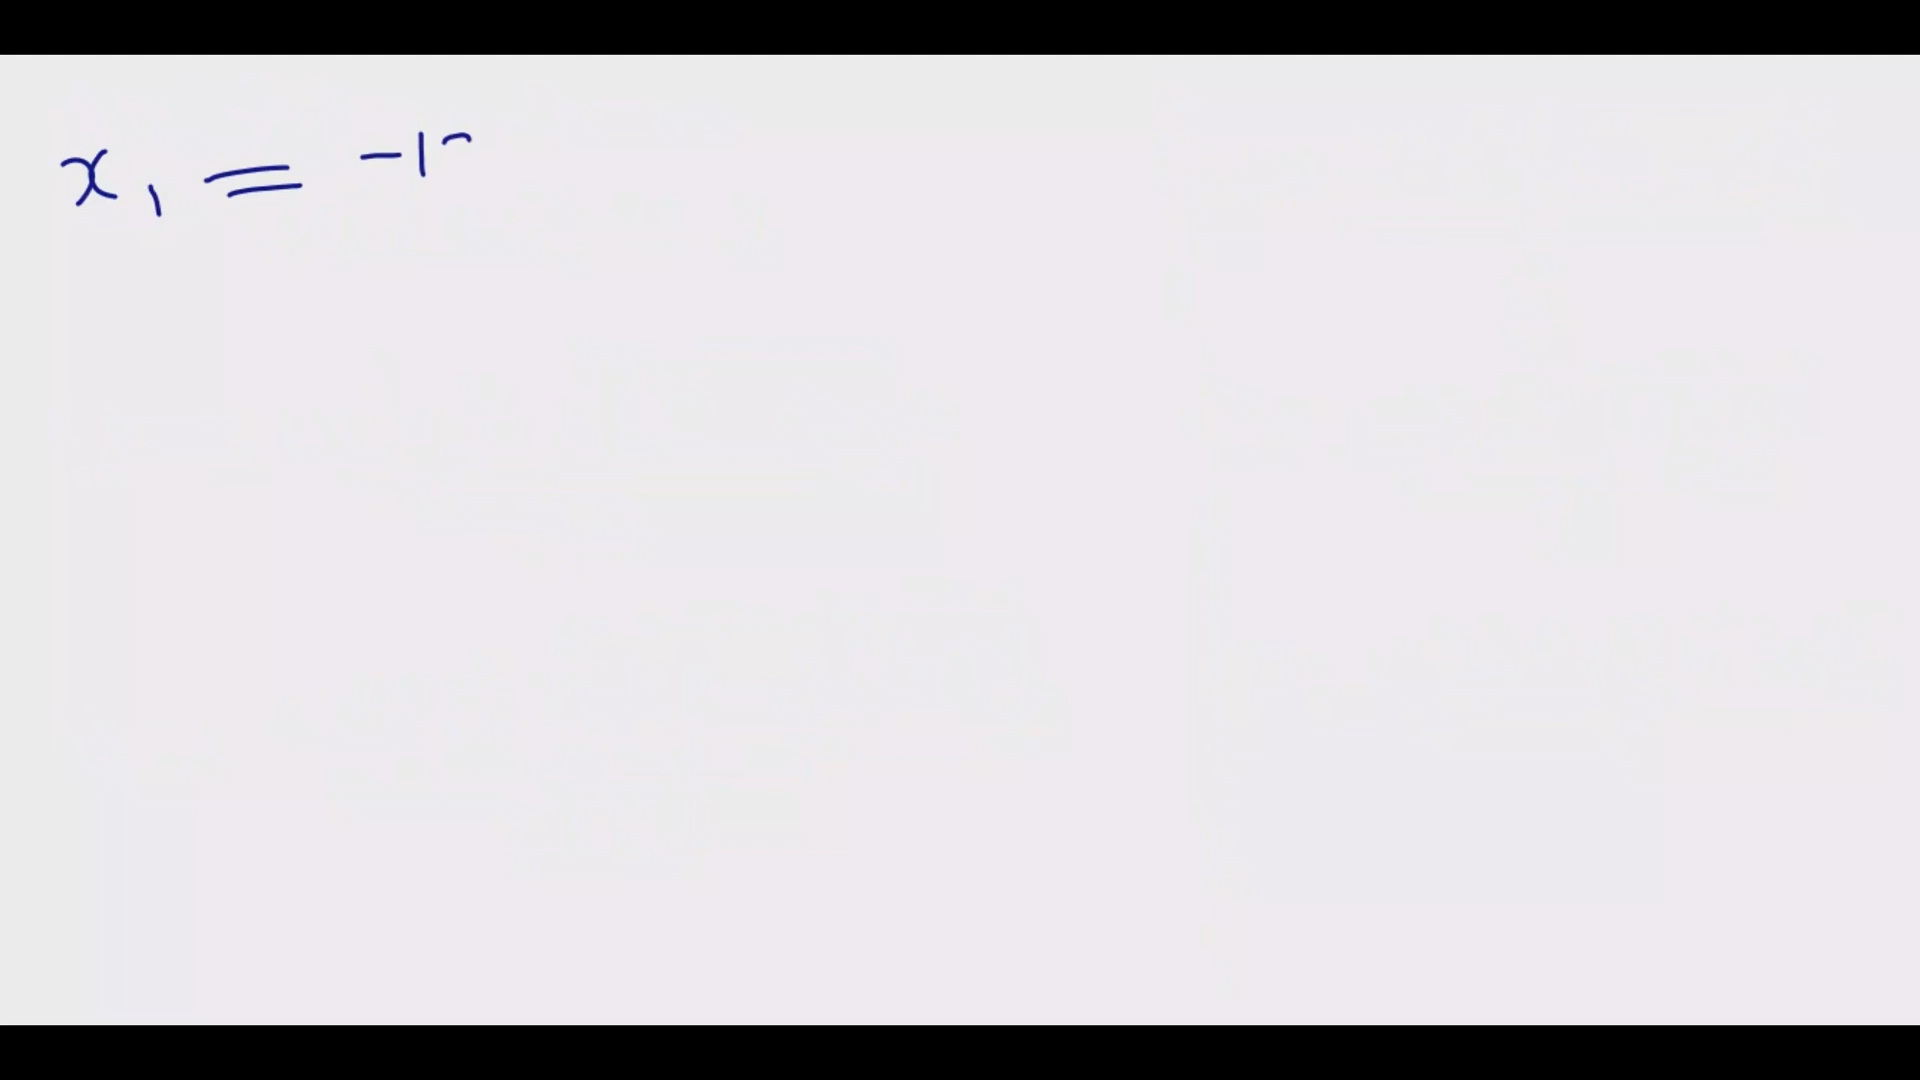 x₁ = -1